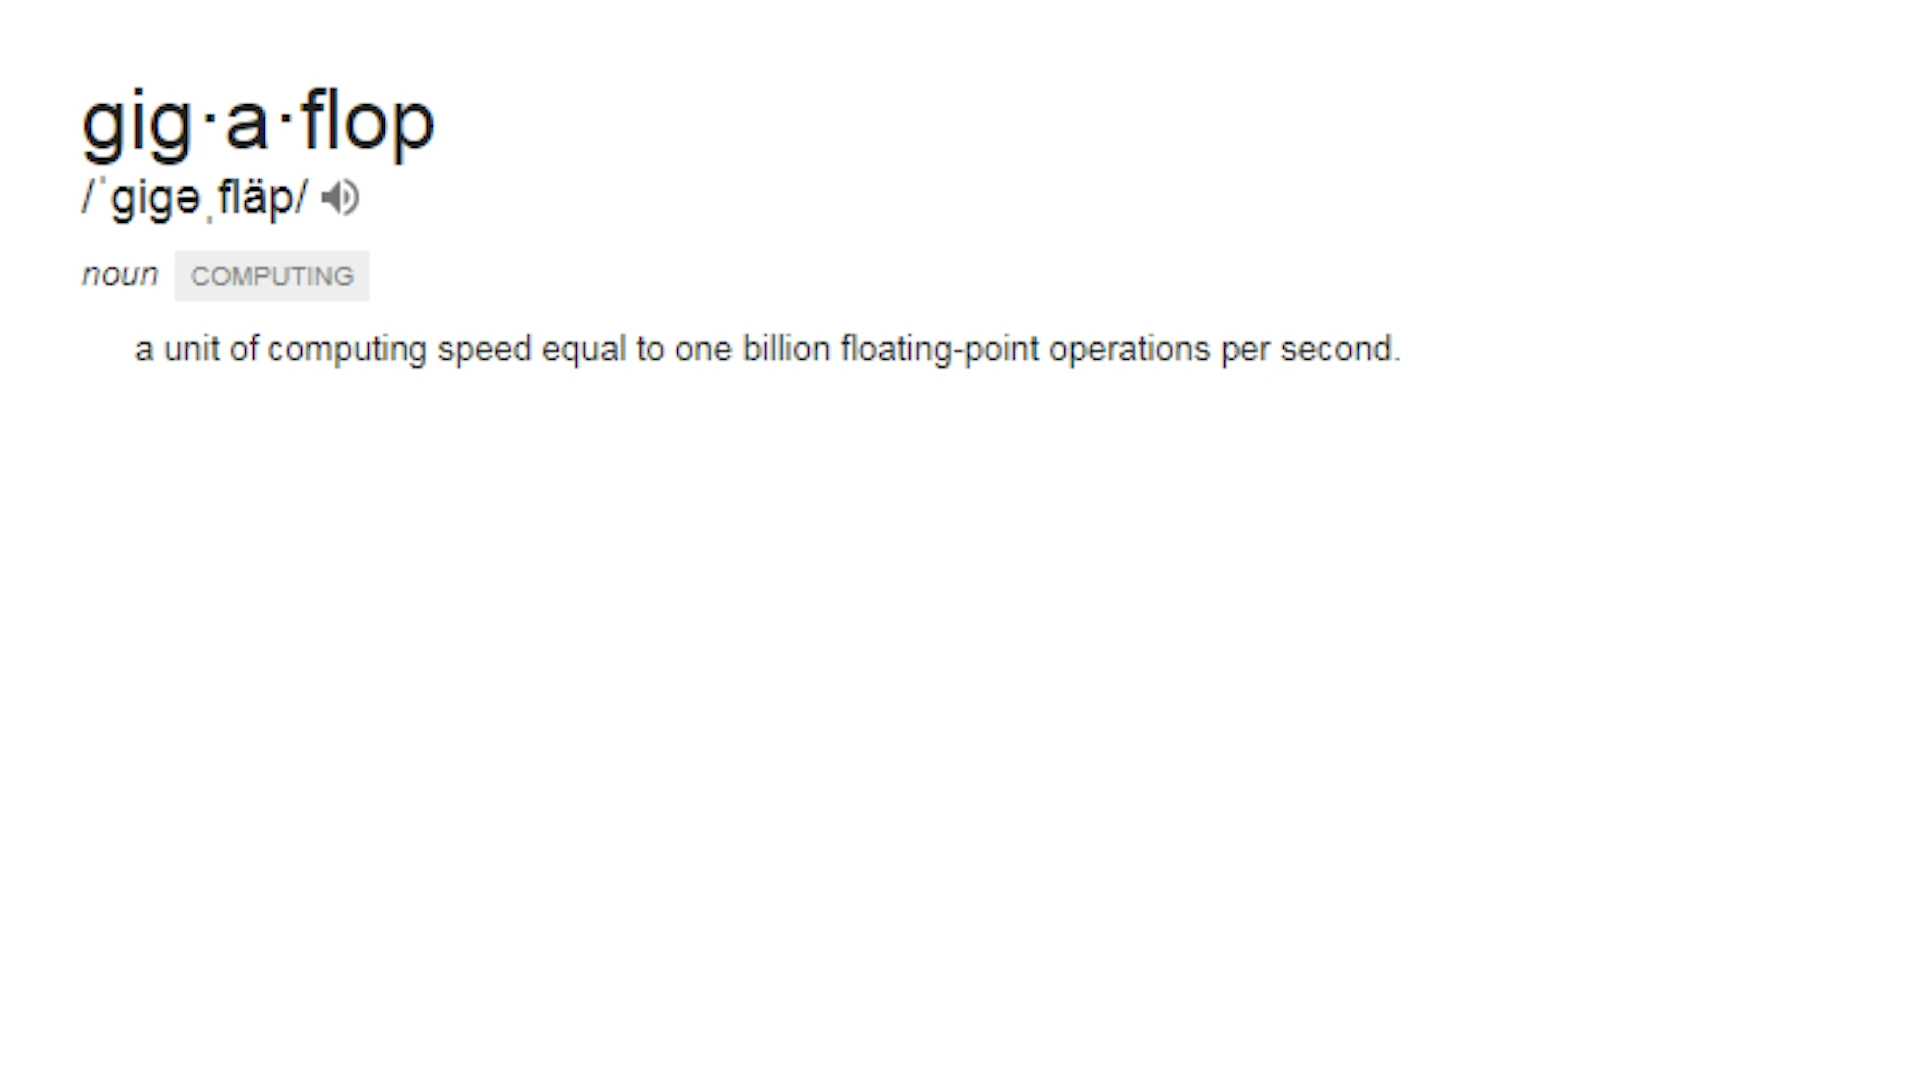 gig·a·flop
/ˈgigəˌfläp/
noun COMPUTING
a unit of computing speed equal to one billion floating-point operations per second.